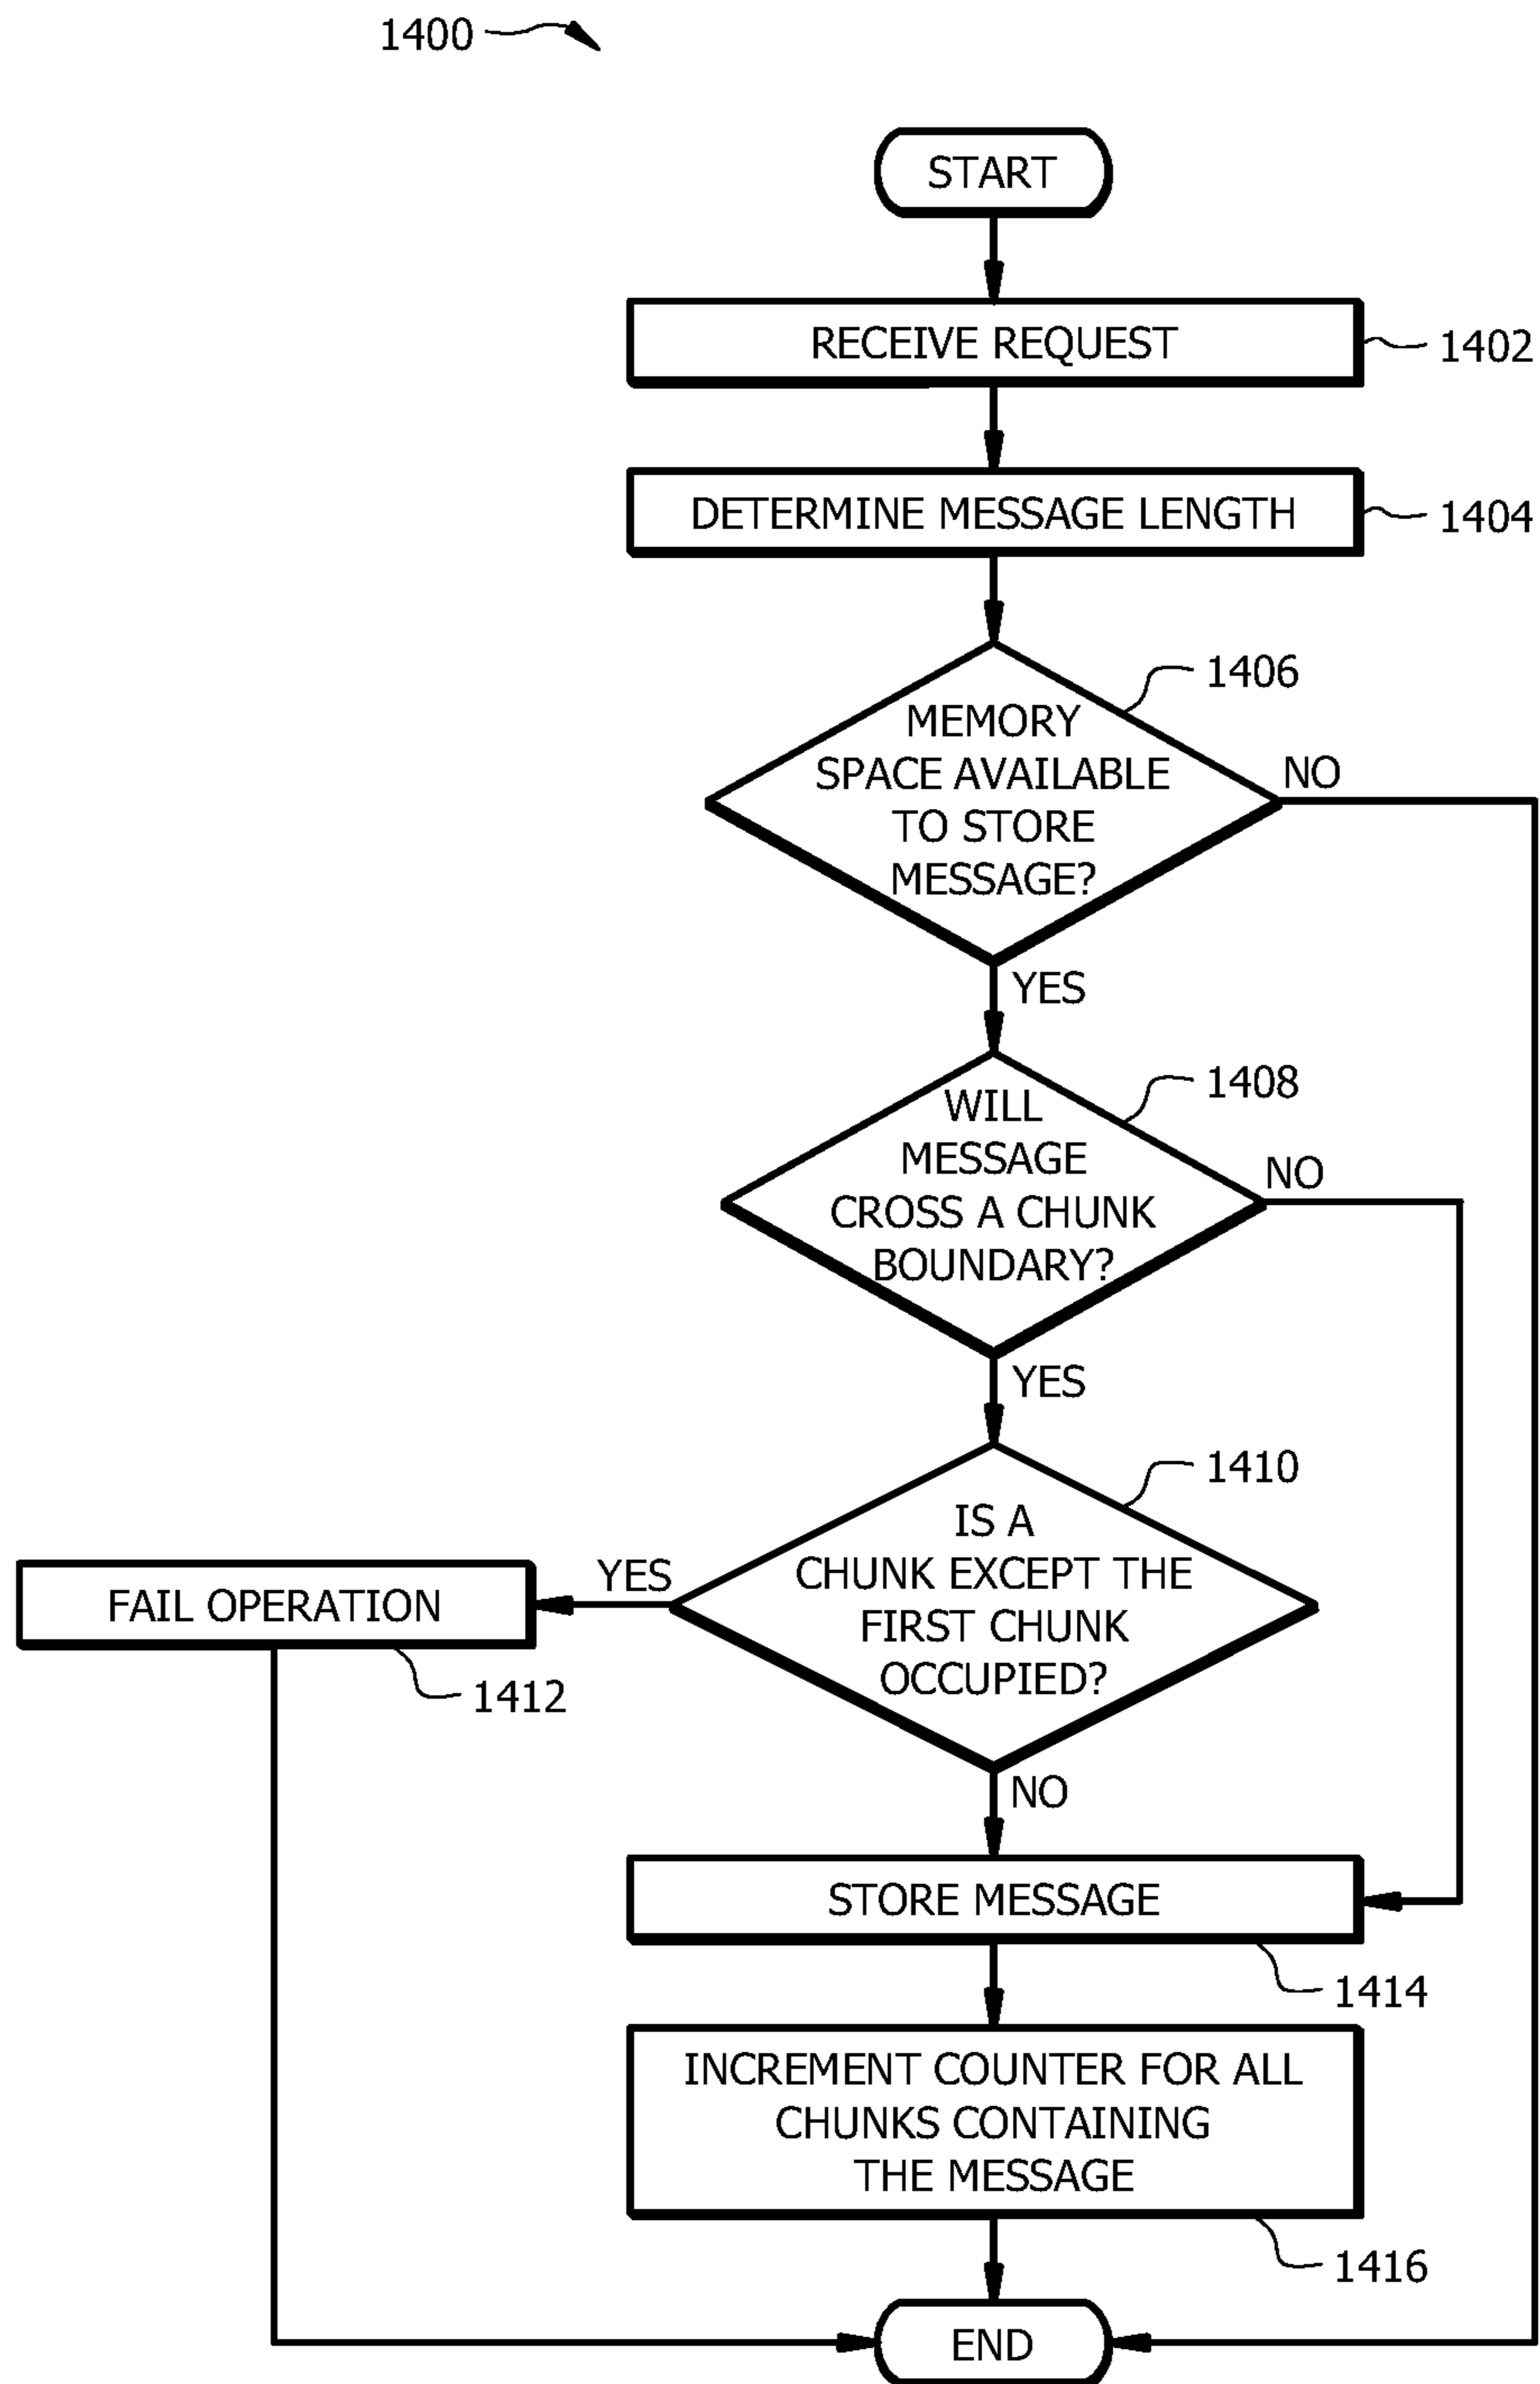 1400
START
RECEIVE REQUEST
1402
DETERMINE MESSAGE LENGTH
1404
1406
MEMORY
SPACE AVAILABLE
TO STORE
MESSAGE?
NO
YES
1408
WILL
MESSAGE
CROSS A CHUNK
BOUNDARY?
NO
YES
1410
IS A
CHUNK EXCEPT THE
FIRST CHUNK
OCCUPIED?
YES
FAIL OPERATION
1412
NO
STORE MESSAGE
1414
INCREMENT COUNTER FOR ALL
CHUNKS CONTAINING
THE MESSAGE
1416
END